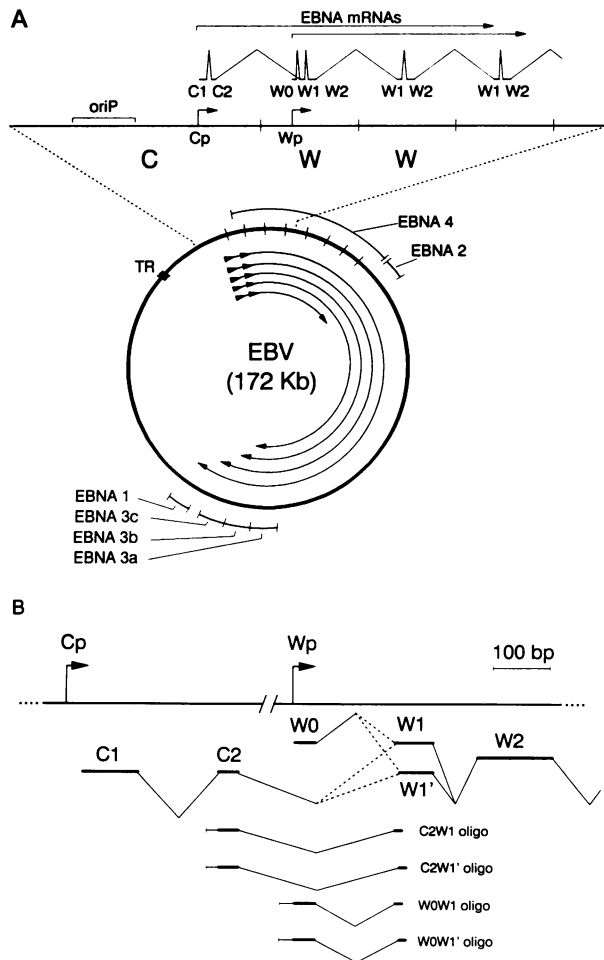 A
EBNA mRNAs
C1 C2 W0 W1 W2 W1 W2 W1 W2
oriP
Cp Wp
C W W
EBNA 4
EBNA 2
TR
EBV
(172 Kb)
EBNA 1
EBNA 3c
EBNA 3b
EBNA 3a
B
Cp Wp 100 bp
W0 W1 W2
C1 C2
W1'
C2W1 oligo
C2W1' oligo
W0W1 oligo
W0W1' oligo